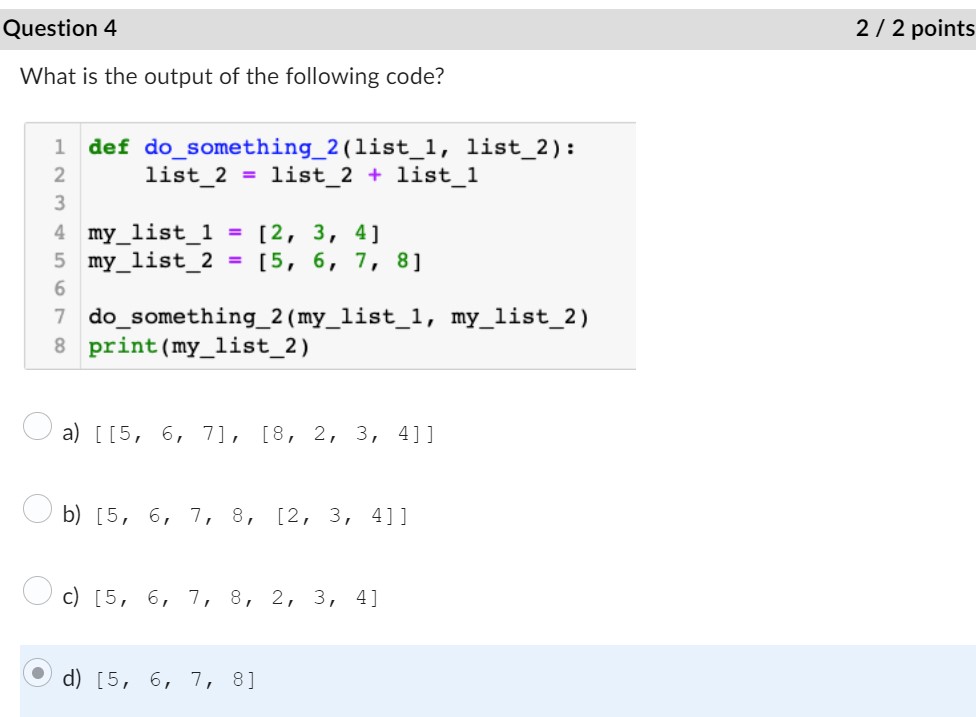 Question 4 2 / 2 points
What is the output of the following code?
1 def do_something_2(list_1, list_2):
2     list_2 = list_2 + list_1
3
4 my_list_1 = [2, 3, 4]
5 my_list_2 = [5, 6, 7, 8]
6
7 do_something_2(my_list_1, my_list_2)
8 print(my_list_2)
a) [[5, 6, 7], [8, 2, 3, 4]]
b) [5, 6, 7, 8, [2, 3, 4]]
c) [5, 6, 7, 8, 2, 3, 4]
d) [5, 6, 7, 8]